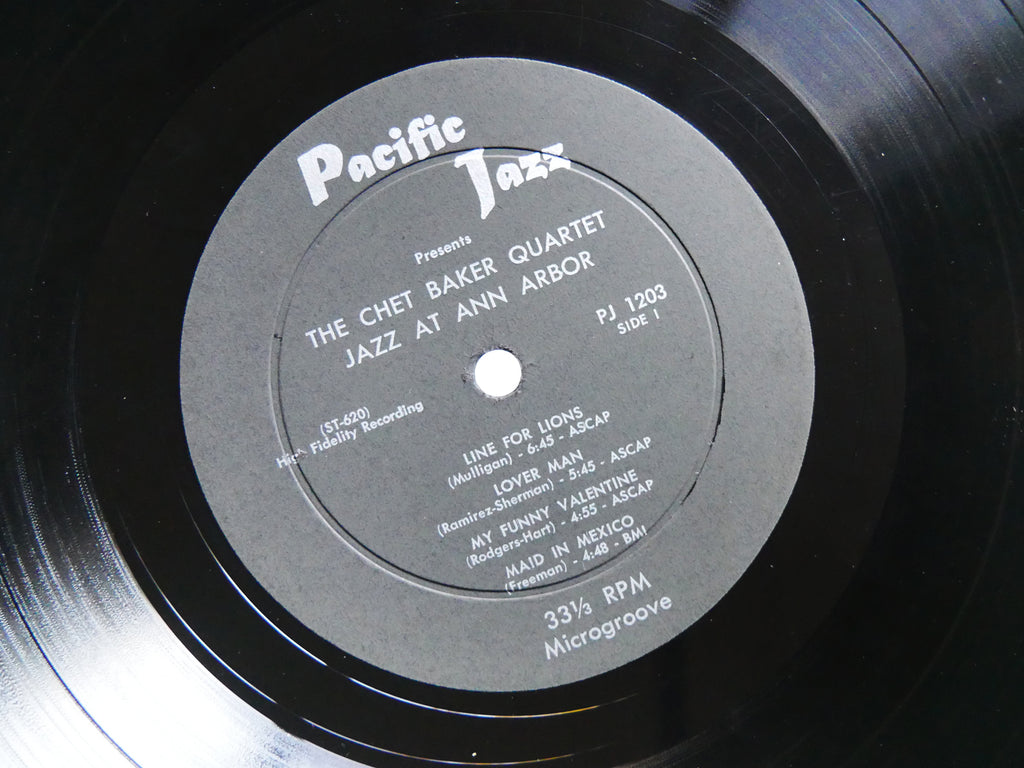 Pacific
Jazz
Presents
THE CHET BAKER QUARTET
JAZZ AT ANN ARBOR
PJ 1203
SIDE 1
(ST-620)
High Fidelity Recording
LINE FOR LIONS
(Mulligan) - 6:45 - ASCAP
LOVER MAN
(Ramirez-Sherman) - 5:45 - ASCAP
MY FUNNY VALENTINE
(Rodgers-Hart) - 4:55 - ASCAP
MAID IN MEXICO
(Freeman) - 4:48 - BMI
33⅓ RPM
Microgroove